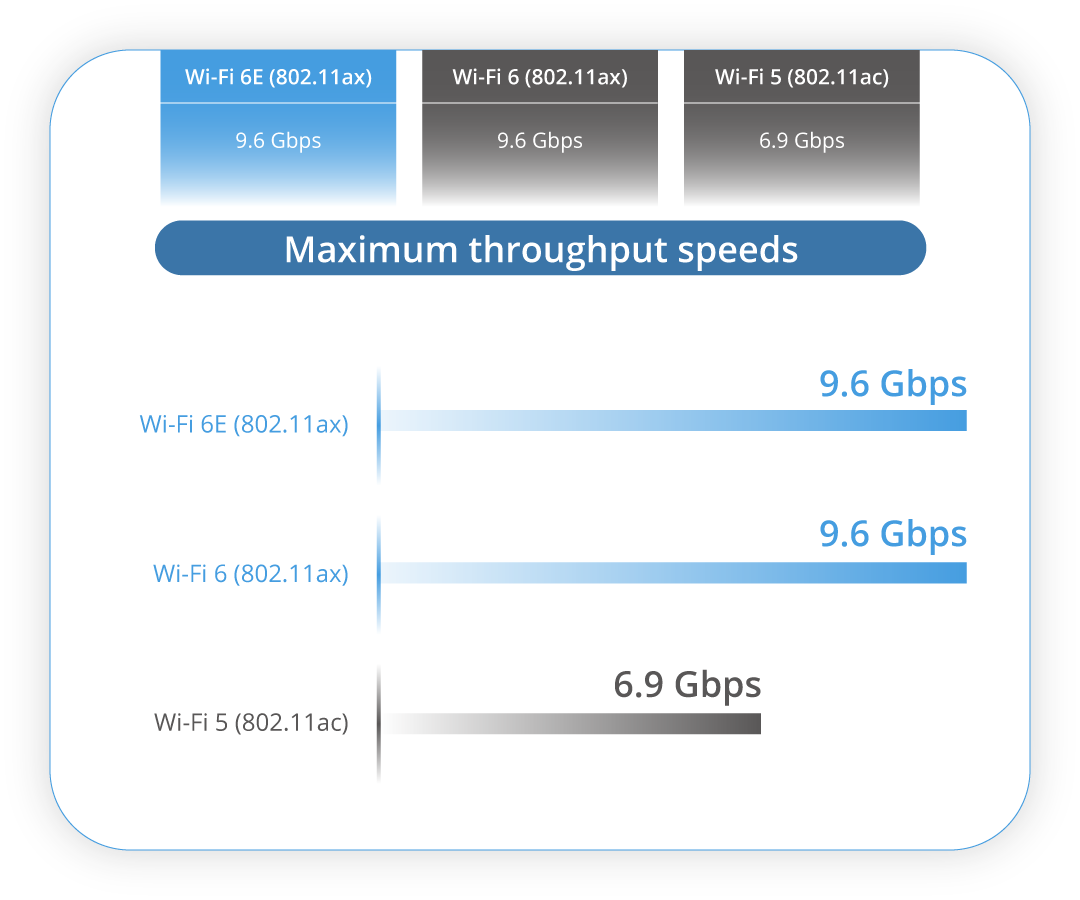 Wi-Fi 6E (802.11ax)
Wi-Fi 6 (802.11ax)
Wi-Fi 5 (802.11ac)
9.6 Gbps
9.6 Gbps
6.9 Gbps
Maximum throughput speeds
9.6 Gbps
Wi-Fi 6E (802.11ax)
9.6 Gbps
Wi-Fi 6 (802.11ax)
6.9 Gbps
Wi-Fi 5 (802.11ac)